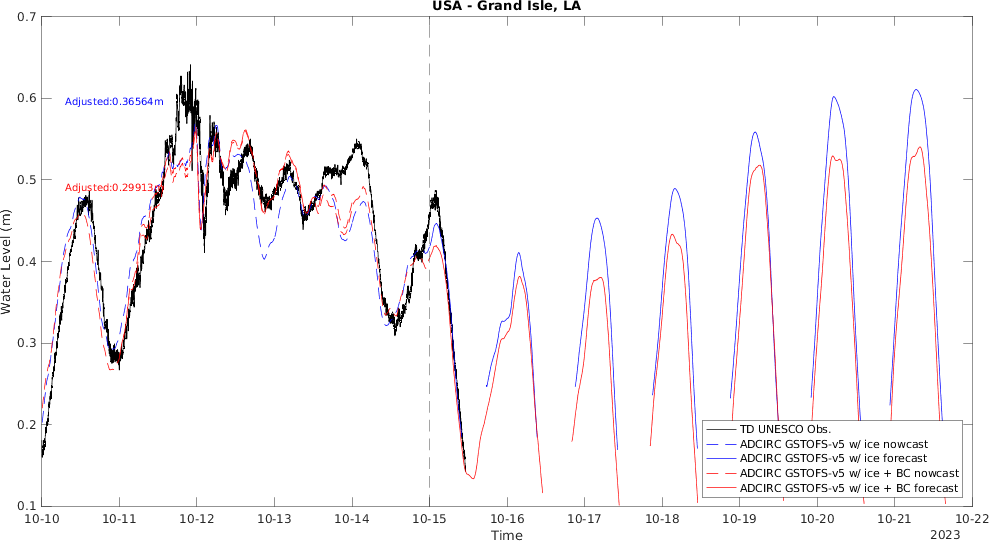 USA - Grand Isle, LA
0.7
0.6
0.5
0.4
0.3
0.2
0.1
Water Level (m)
Adjusted:0.36564m
Adjusted:0.29913m
TD UNESCO Obs.
ADCIRC GSTOFS-v5 w/ ice nowcast
ADCIRC GSTOFS-v5 w/ ice forecast
ADCIRC GSTOFS-v5 w/ ice + BC nowcast
ADCIRC GSTOFS-v5 w/ ice + BC forecast
10-10 10-11 10-12 10-13 10-14 10-15 10-16 10-17 10-18 10-19 10-20 10-21 10-22
Time
2023